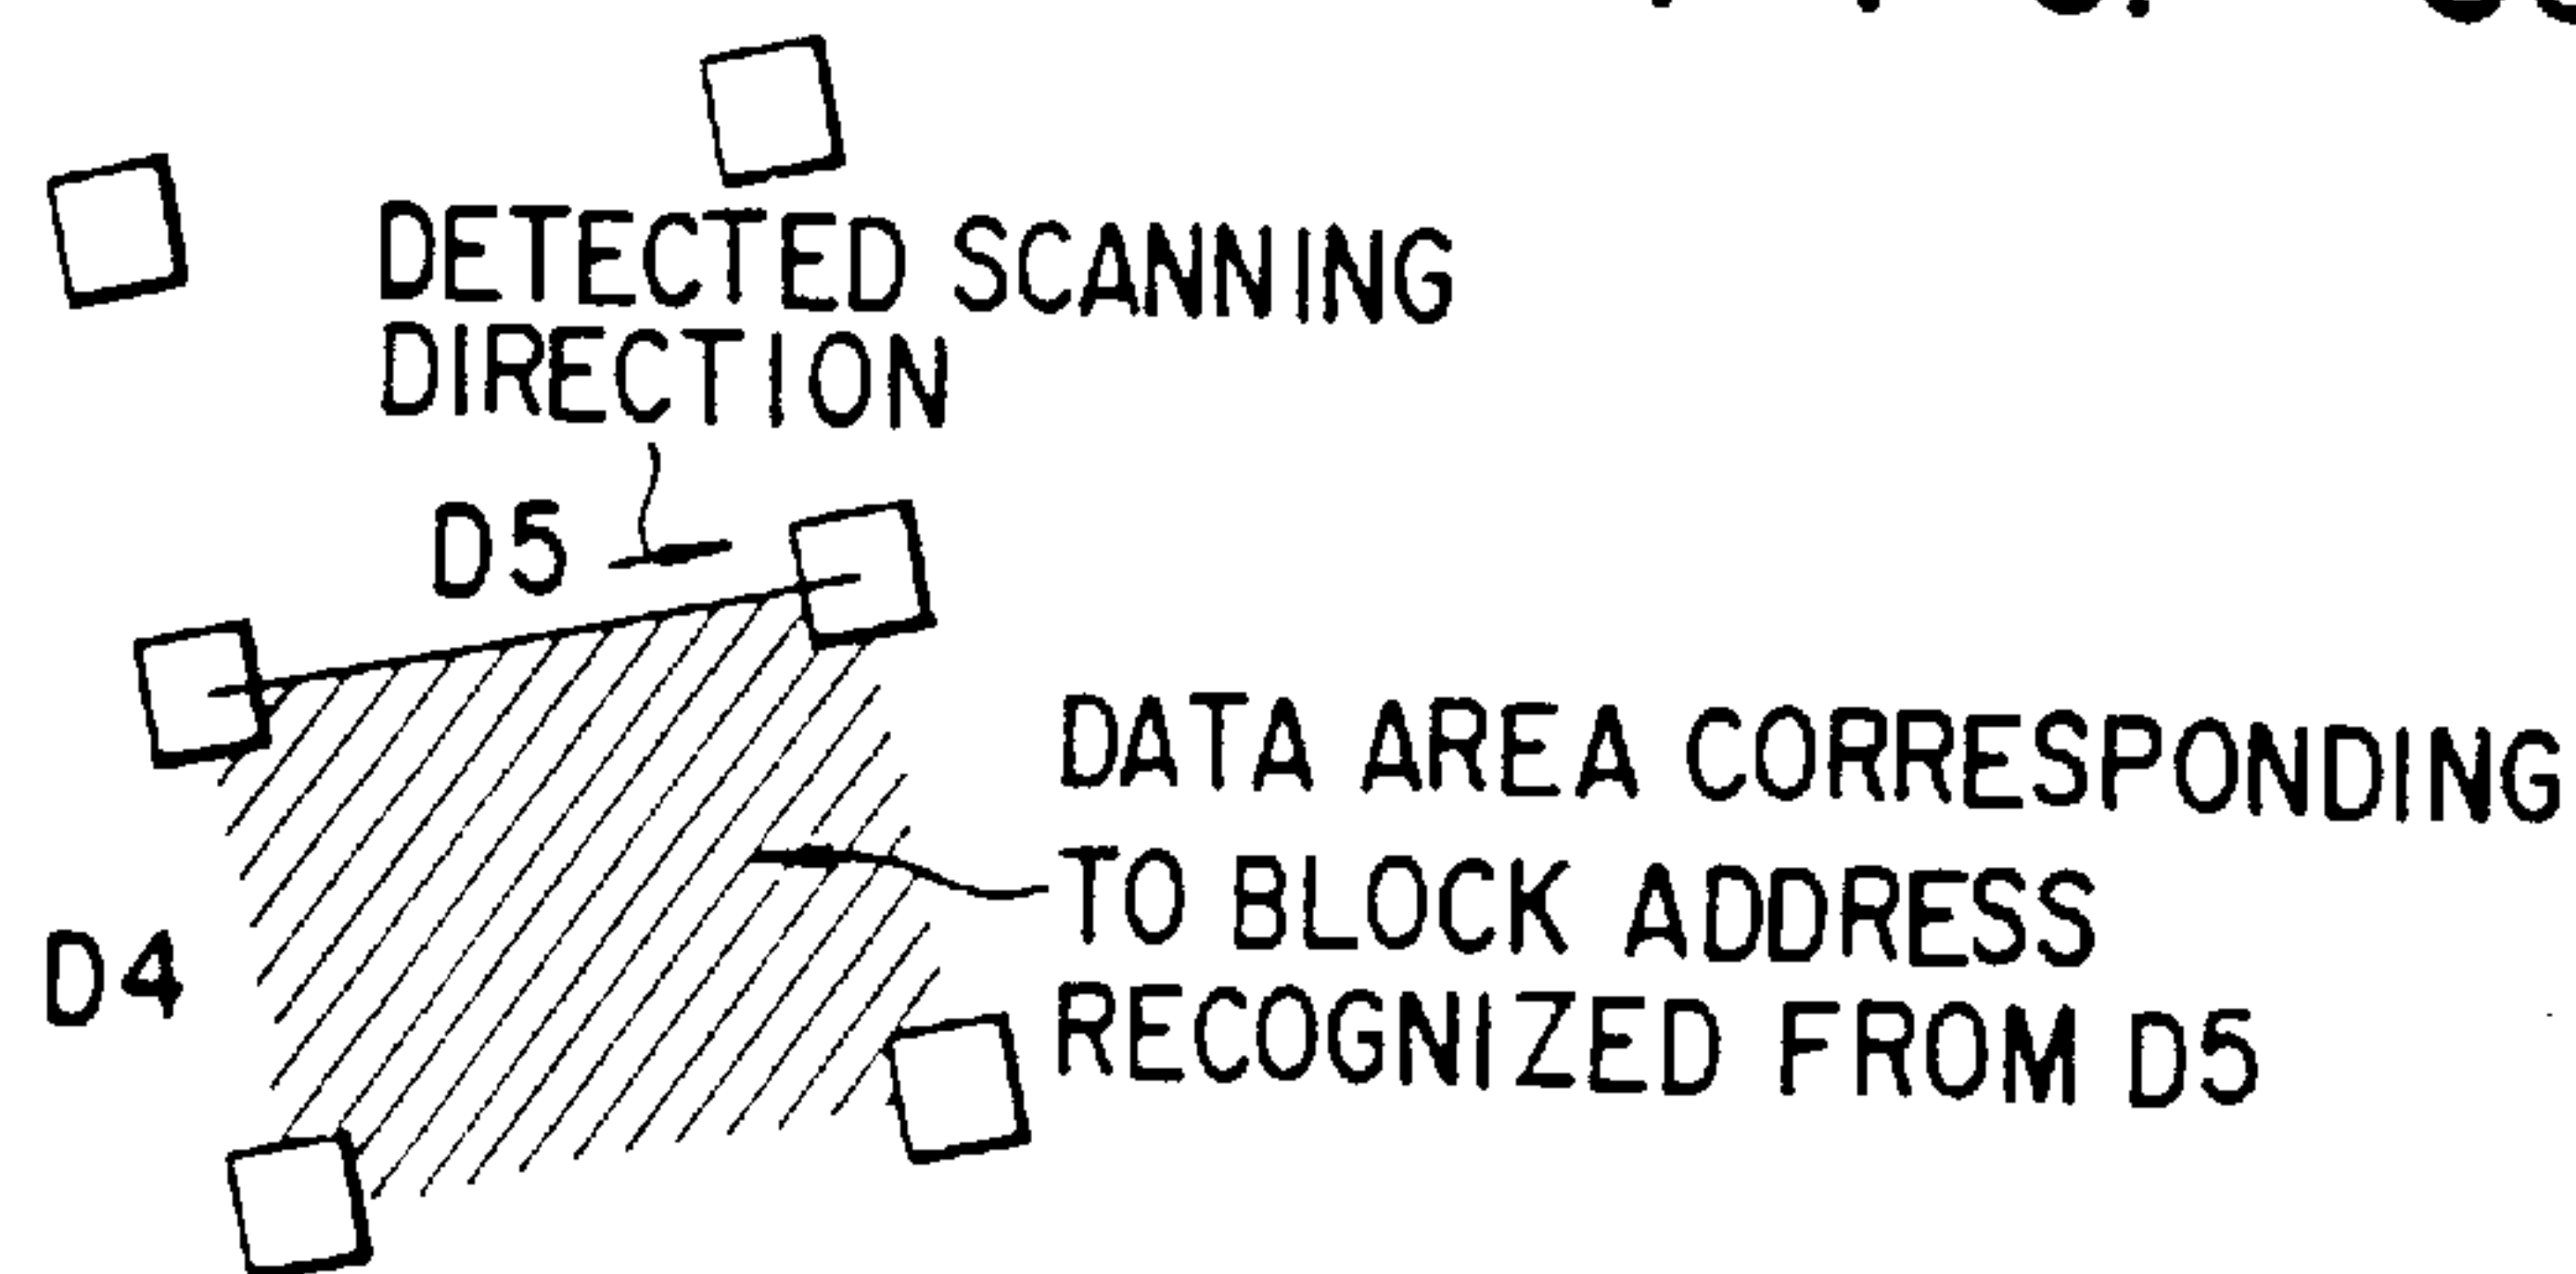 DETECTED SCANNING
DIRECTION
D5
DATA AREA CORRESPONDING
TO BLOCK ADDRESS
RECOGNIZED FROM D5
D4